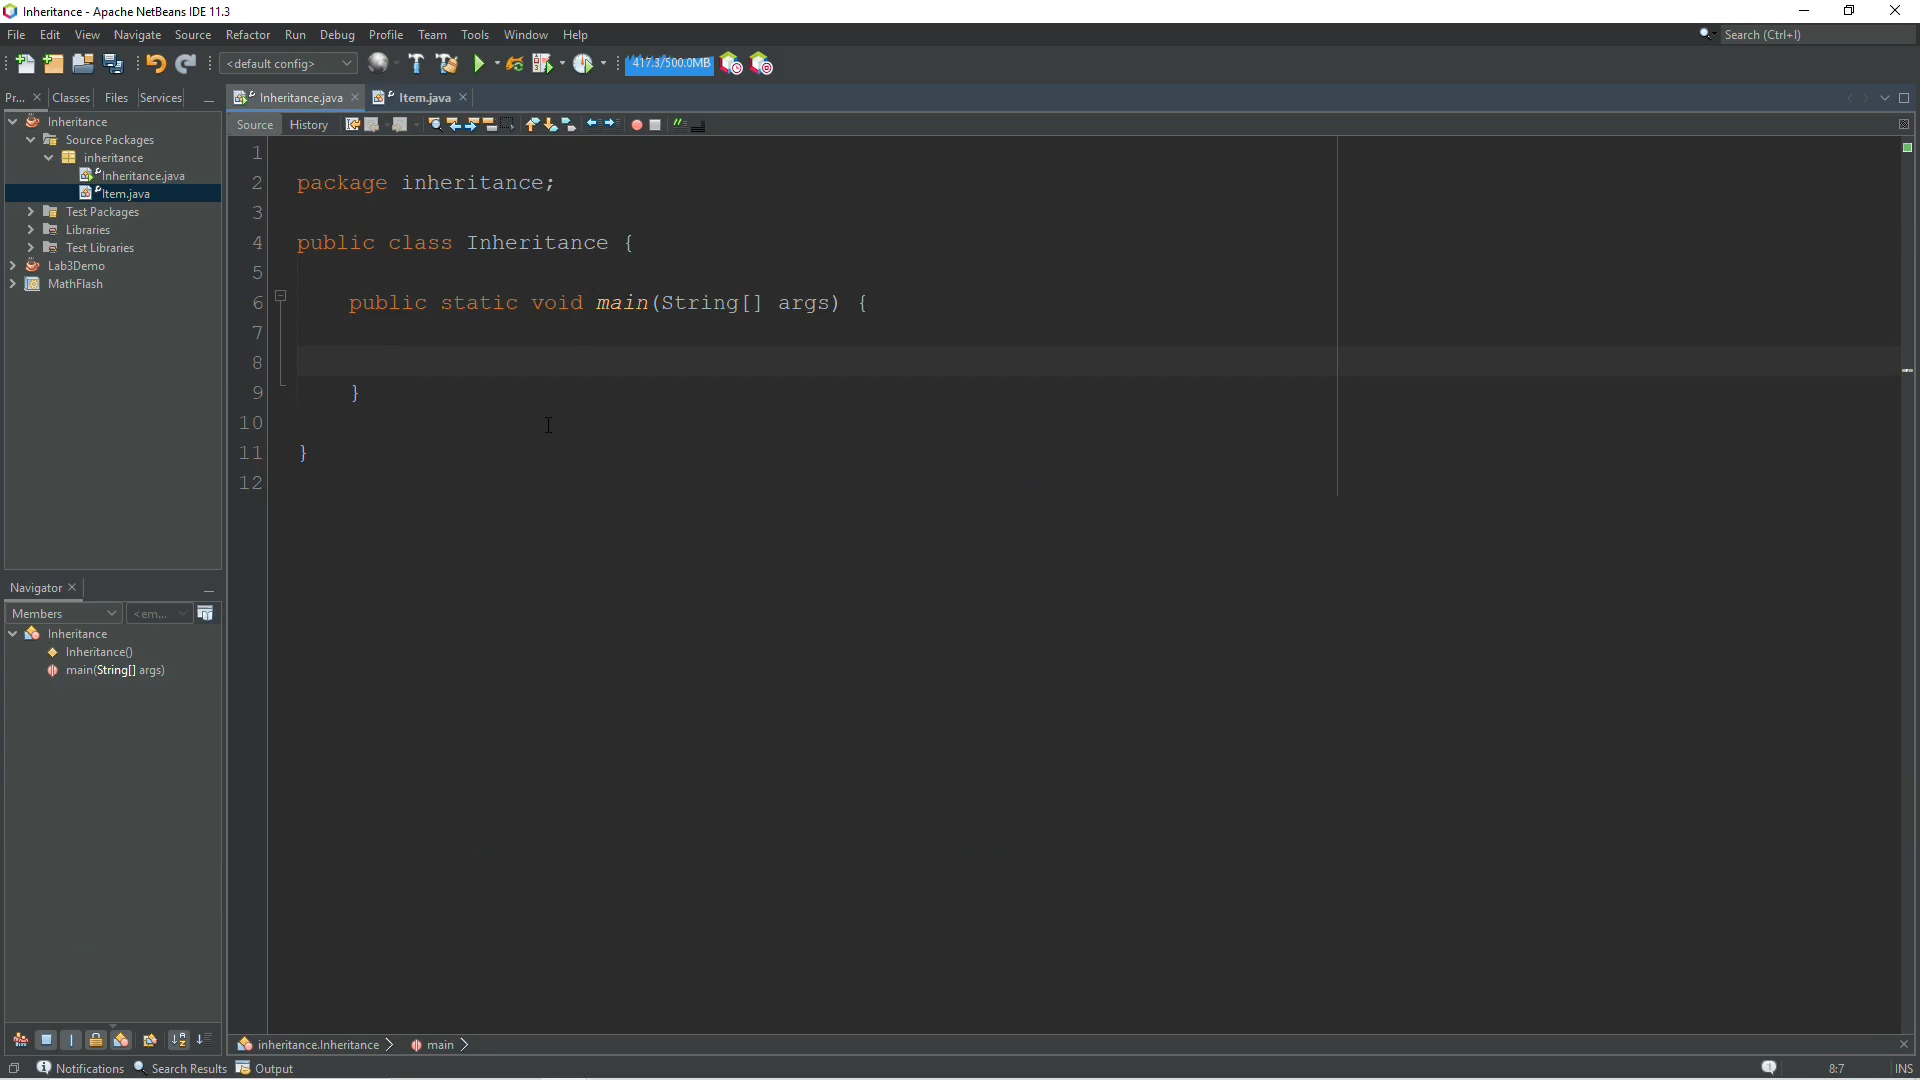 Inheritance - Apache NetBeans IDE 11.3
File Edit View Navigate Source Refactor Run Debug Profile Team Tools Window Help
Search (Ctrl+I)
<default config>
417.3/500.0MB
Pr... Classes Files Services
Inheritance.java Item.java
Source History
Inheritance
Source Packages
inheritance
Inheritance.java
Item.java
Test Packages
Libraries
Test Libraries
Lab3Demo
MathFlash
1
2 package inheritance;
3
4 public class Inheritance {
5
6 public static void main(String[] args) {
7
8
9 }
10
11 }
12
Navigator
Members <em...
Inheritance
Inheritance()
main(String[] args)
inheritance.Inheritance main
Notifications Search Results Output
8:7 INS